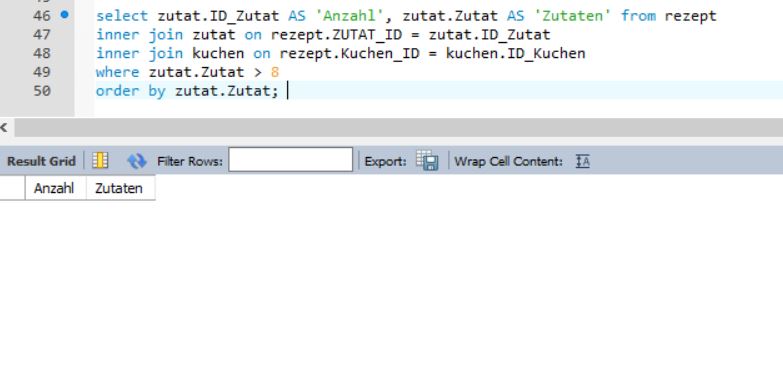 46 select zutat.ID_Zutat AS 'Anzahl', zutat.Zutat AS 'Zutaten' from rezept
47 inner join zutat on rezept.ZUTAT_ID = zutat.ID_Zutat
48 inner join kuchen on rezept.Kuchen_ID = kuchen.ID_Kuchen
49 where zutat.Zutat > 8
50 order by zutat.Zutat;
Result Grid Filter Rows: Export: Wrap Cell Content:
Anzahl Zutaten